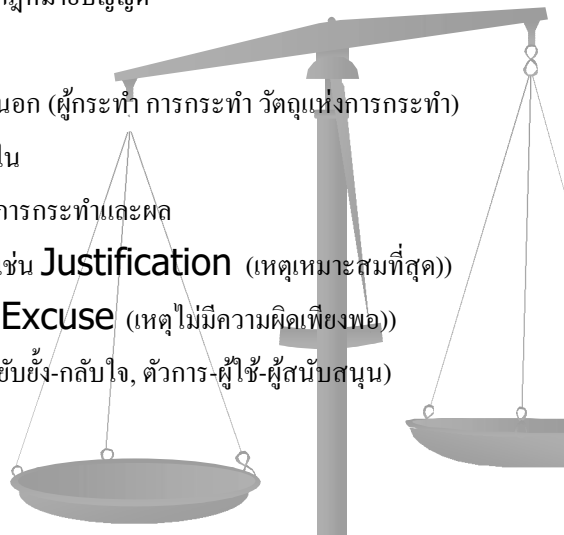 นอก (ผู้กระทำ การกระทำ วัตถุแห่งการกระทำ)
ใน
การกระทำและผล
เช่น Justification (เหตุเหมาะสมที่สุด))
Excuse (เหตุไม่มีความผิดเพียงพอ))
ยับยั้ง-กลับใจ, ตัวการ-ผู้ใช้-ผู้สนับสนุน)